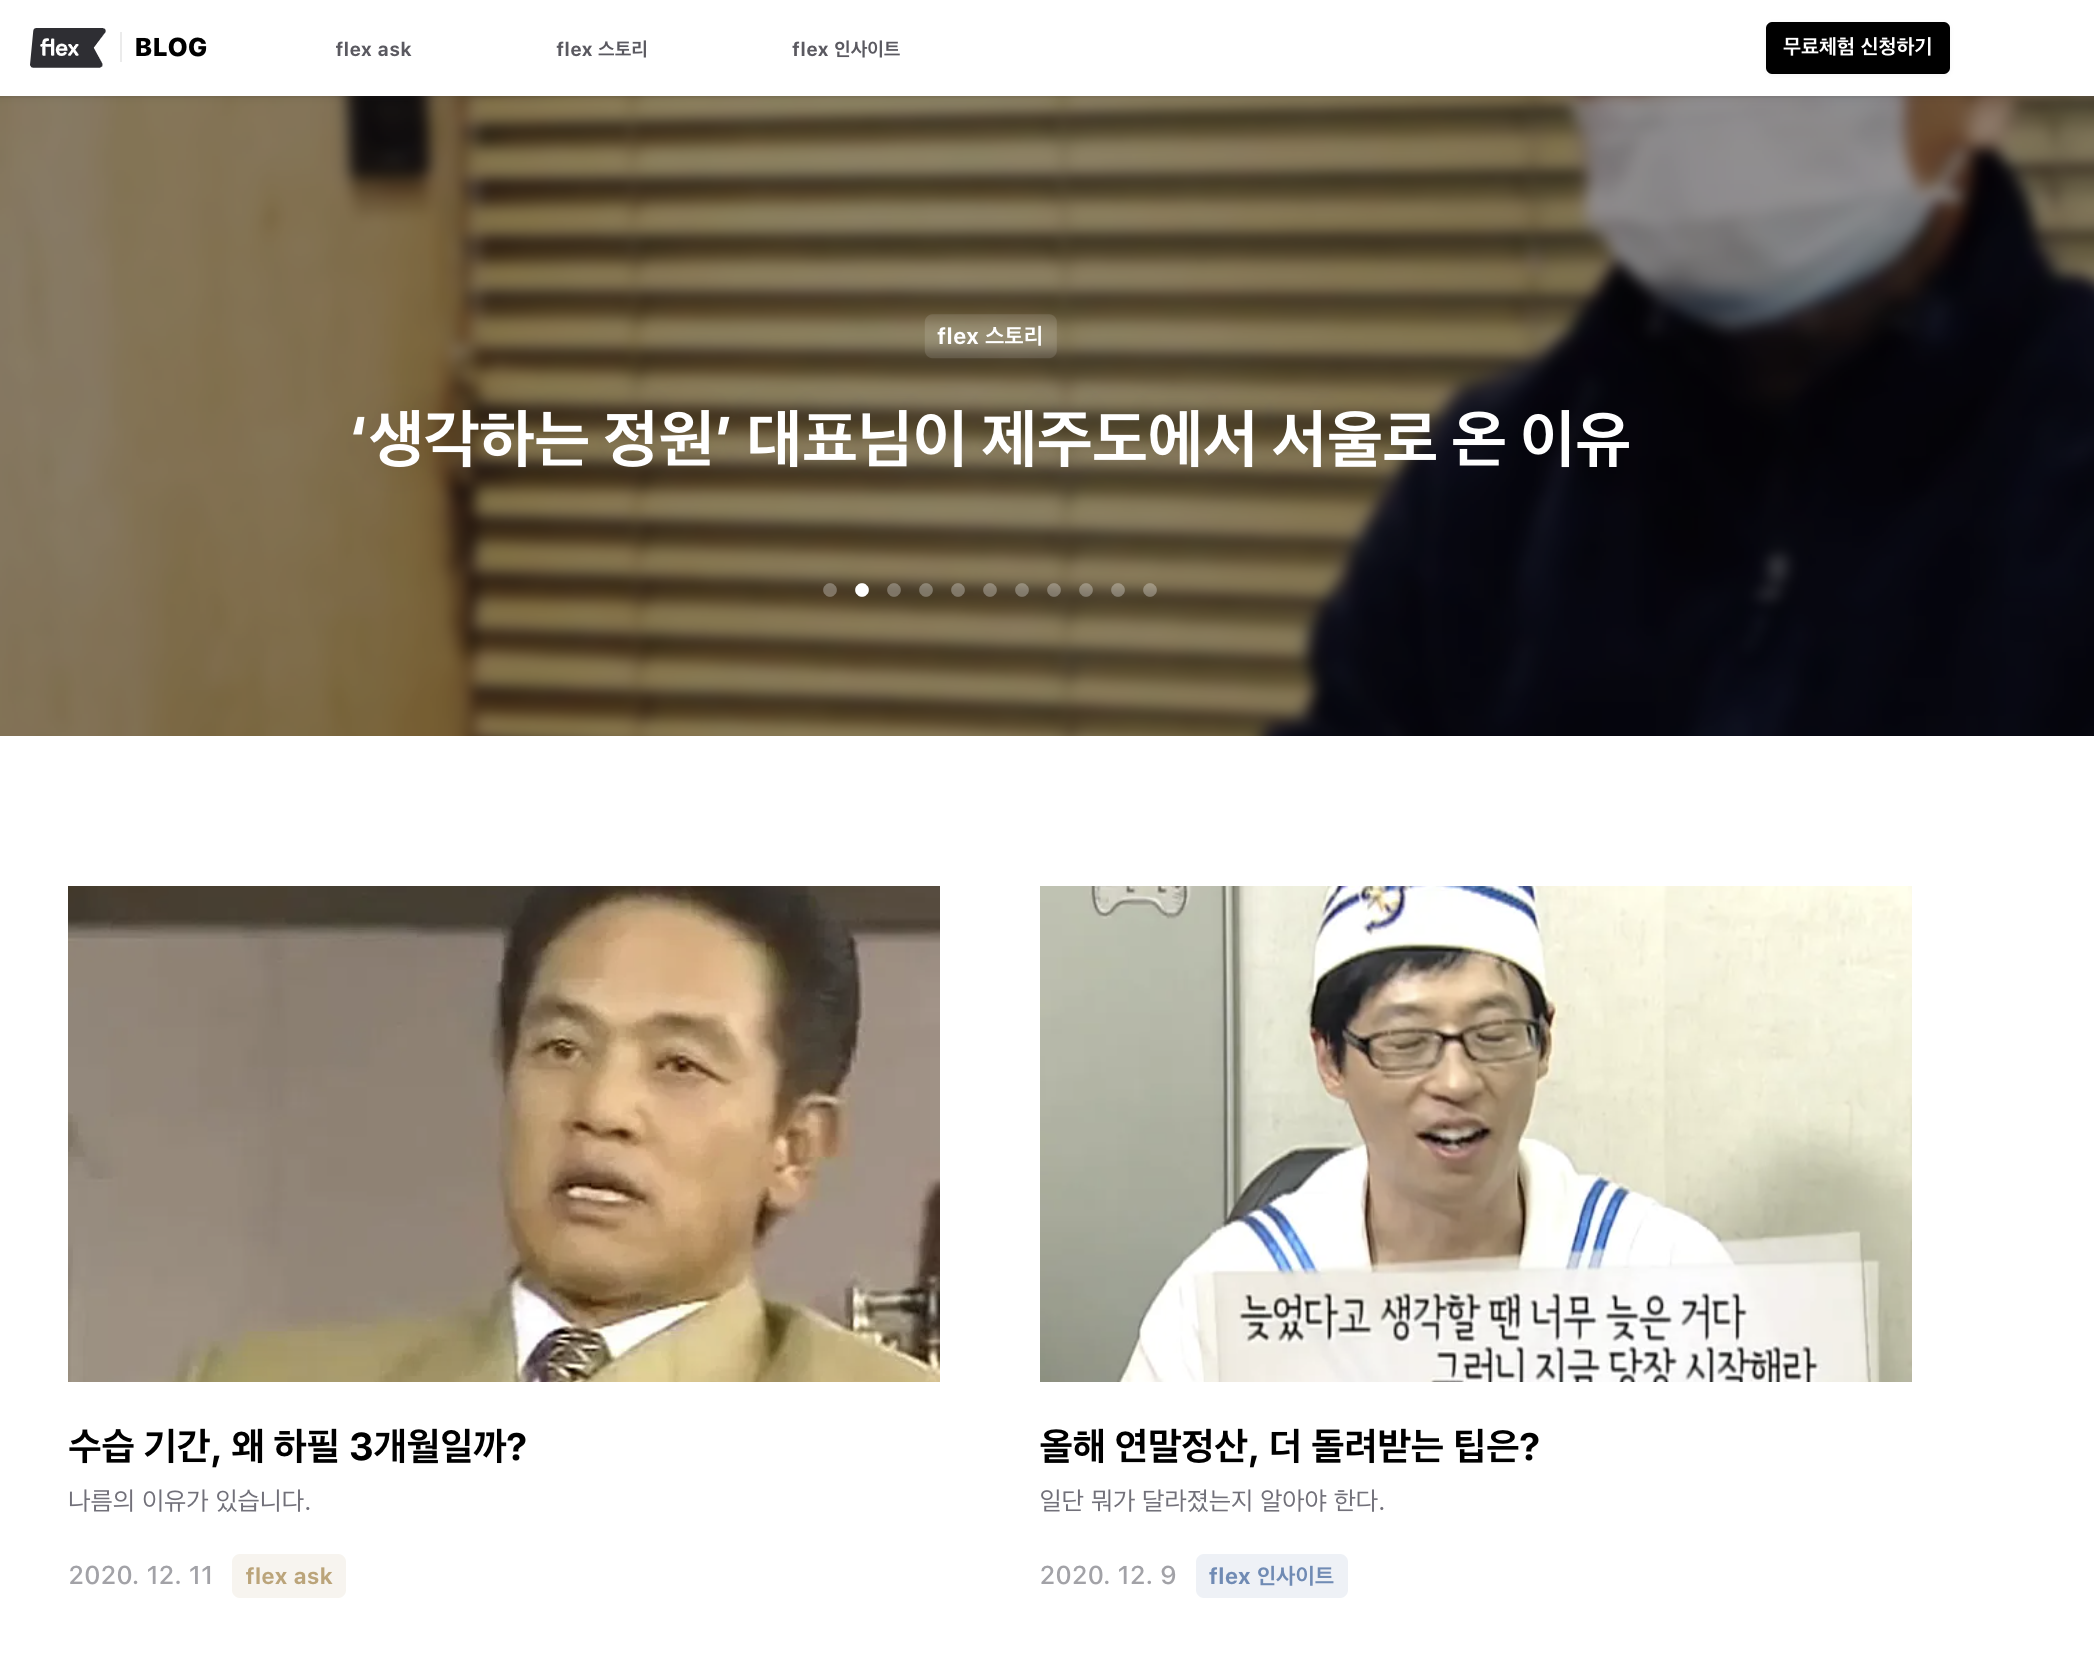 flex BLOG flex ask flex 스토리 flex 인사이트 무료체험 신청하기
flex 스토리
‘생각하는 정원’ 대표님이 제주도에서 서울로 온 이유
늦었다고 생각할 땐 너무 늦은 거다
그러니 지금 당장 시작해라
수습 기간, 왜 하필 3개월일까?
나름의 이유가 있습니다.
2020. 12. 11 flex ask
올해 연말정산, 더 돌려받는 팁은?
일단 뭐가 달라졌는지 알아야 한다.
2020. 12. 9 flex 인사이트